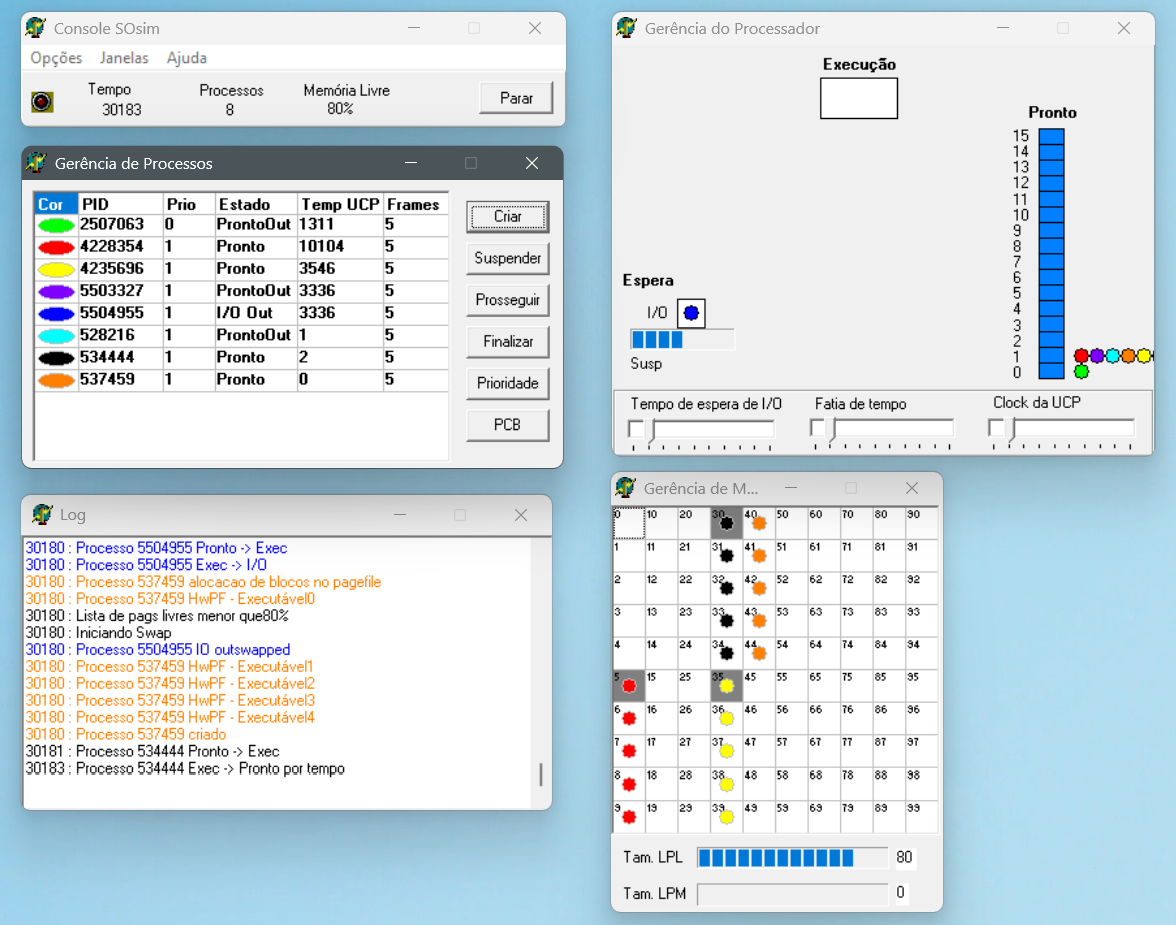 Console SOsim
Opções Janelas Ajuda
Tempo Processos Memória Livre
30183 8 80%
Parar
Gerência de Processos
Cor PID Prio Estado Temp UCP Frames
2507063 0 ProntoOut 1311 5
4228354 1 Pronto 10104 5
4235696 1 Pronto 3546 5
5503327 1 ProntoOut 3336 5
5504955 1 I/O Out 3336 5
528216 1 ProntoOut 1 5
534444 1 Pronto 2 5
537459 1 Pronto 0 5
Criar
Suspender
Prosseguir
Finalizar
Prioridade
PCB
Log
30180 : Processo 5504955 Pronto -> Exec
30180 : Processo 5504955 Exec -> I/O
30180 : Processo 537459 alocacao de blocos no pagefile
30180 : Processo 537459 HwPF - Executável0
30180 : Lista de pags livres menor que80%
30180 : Iniciando Swap
30180 : Processo 5504955 IO outswapped
30180 : Processo 537459 HwPF - Executável1
30180 : Processo 537459 HwPF - Executável2
30180 : Processo 537459 HwPF - Executável3
30180 : Processo 537459 HwPF - Executável4
30180 : Processo 537459 criado
30181 : Processo 534444 Pronto -> Exec
30183 : Processo 534444 Exec -> Pronto por tempo
Gerência do Processador
Execução
Pronto
15
14
13
12
11
10
9
8
7
6
5
4
3
2
1
0
Espera
I/O
Susp
Tempo de espera de I/O Fatia de tempo Clock da UCP
Gerência de M...
0 10 20 30 40 50 60 70 80 90
1 11 21 31 41 51 61 71 81 91
2 12 22 32 42 52 62 72 82 92
3 13 23 33 43 53 63 73 83 93
4 14 24 34 44 54 64 74 84 94
5 15 25 35 45 55 65 75 85 95
6 16 26 36 46 56 66 76 86 96
7 17 27 37 47 57 67 77 87 97
8 18 28 38 48 58 68 78 88 98
9 19 29 39 49 59 69 79 89 99
Tam. LPL 80
Tam. LPM 0